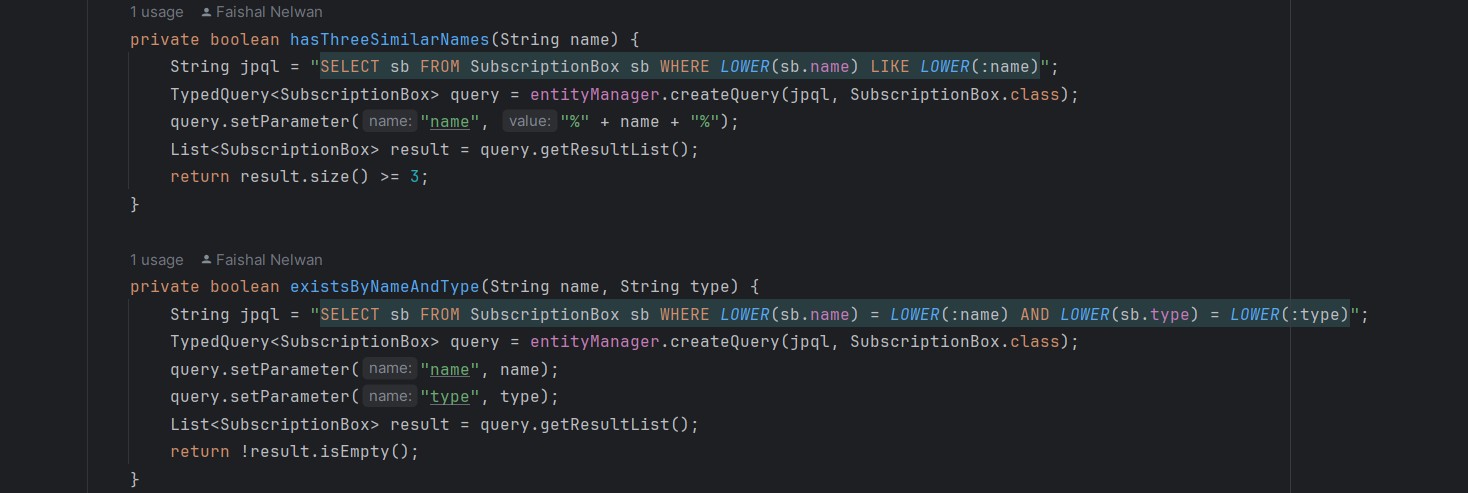 1 usage Faishal Nelwan
private boolean hasThreeSimilarNames(String name) {
String jpql = "SELECT sb FROM SubscriptionBox sb WHERE LOWER(sb.name) LIKE LOWER(:name)";
TypedQuery<SubscriptionBox> query = entityManager.createQuery(jpql, SubscriptionBox.class);
query.setParameter( name: "name", value: "%" + name + "%");
List<SubscriptionBox> result = query.getResultList();
return result.size() >= 3;
}
1 usage Faishal Nelwan
private boolean existsByNameAndType(String name, String type) {
String jpql = "SELECT sb FROM SubscriptionBox sb WHERE LOWER(sb.name) = LOWER(:name) AND LOWER(sb.type) = LOWER(:type)";
TypedQuery<SubscriptionBox> query = entityManager.createQuery(jpql, SubscriptionBox.class);
query.setParameter( name: "name", name);
query.setParameter( name: "type", type);
List<SubscriptionBox> result = query.getResultList();
return !result.isEmpty();
}